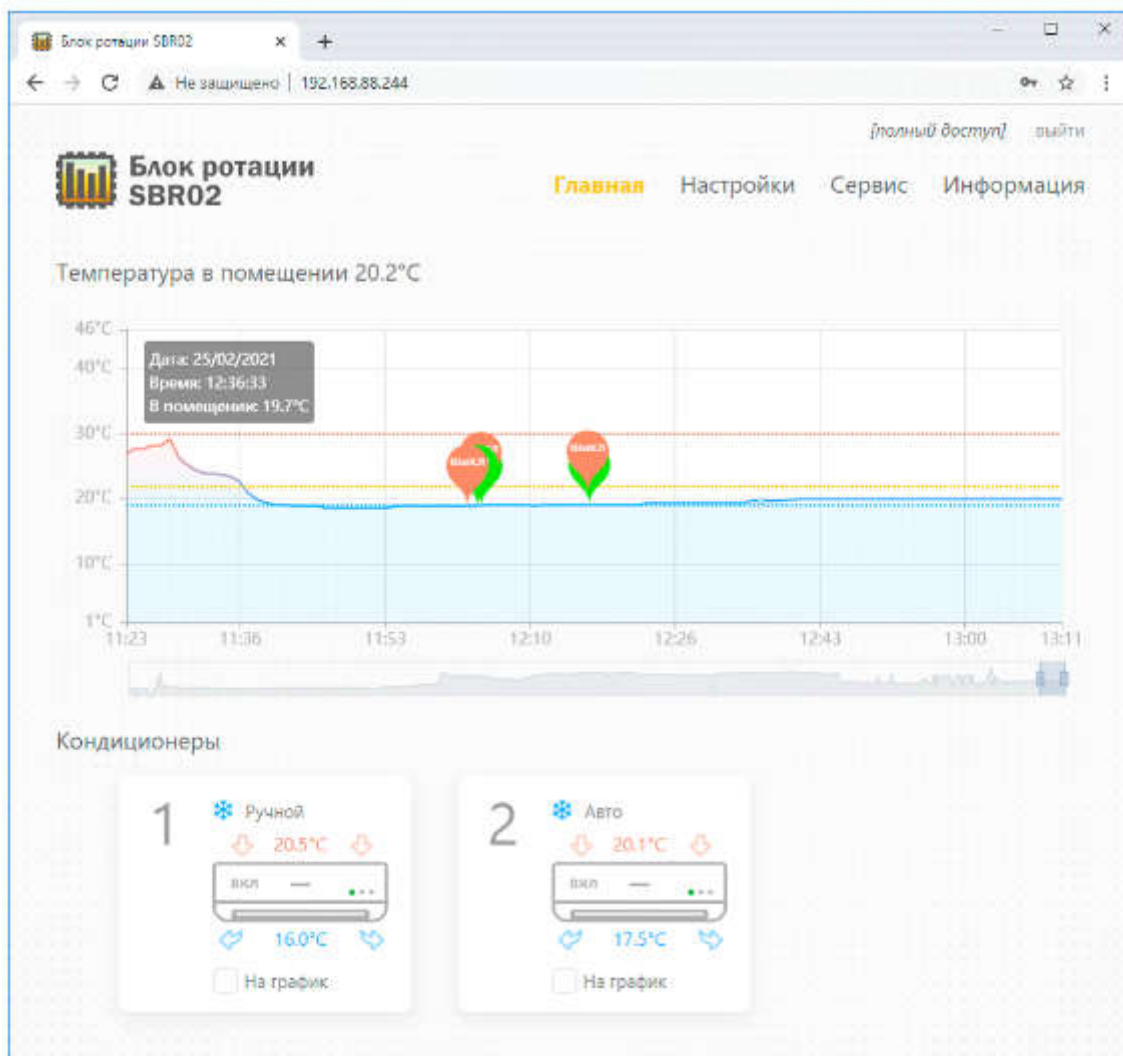 Блок ротации SBR02
Не защищено | 192.168.88.244
[полный доступ] выйти
Блок ротации
SBR02
Главная Настройки Сервис Информация
Температура в помещении 20.2°C
46°C
40°C
Дата: 25/02/2021
Время: 12:36:33
В помещении: 19.7°C
30°C
ВЫКЛ
ВЫКЛ
20°C
10°C
1°C
11:23 11:36 11:53 12:10 12:26 12:43 13:00 13:11
Кондиционеры
1 Ручной
20.5°C
ВКЛ
16.0°C
На график
2 Авто
20.1°C
ВКЛ
17.5°C
На график